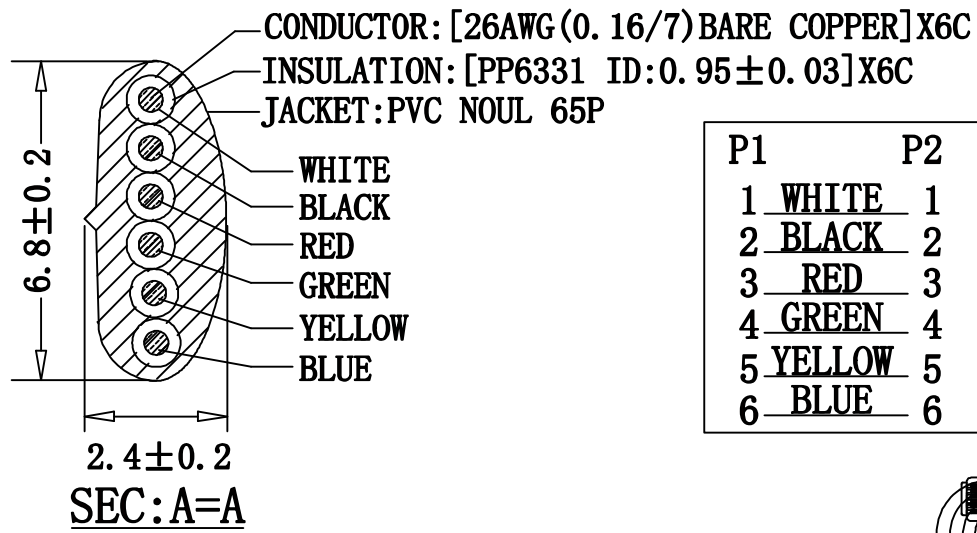 CONDUCTOR:[26AWG(0.16/7)BARE COPPER]X6C
INSULATION:[PP6331 ID:0.95±0.03]X6C
JACKET:PVC NOUL 65P
WHITE
BLACK
RED
GREEN
YELLOW
BLUE
6.8±0.2
2.4±0.2
SEC:A=A
P1 P2
1 WHITE 1
2 BLACK 2
3 RED 3
4 GREEN 4
5 YELLOW 5
6 BLUE 6